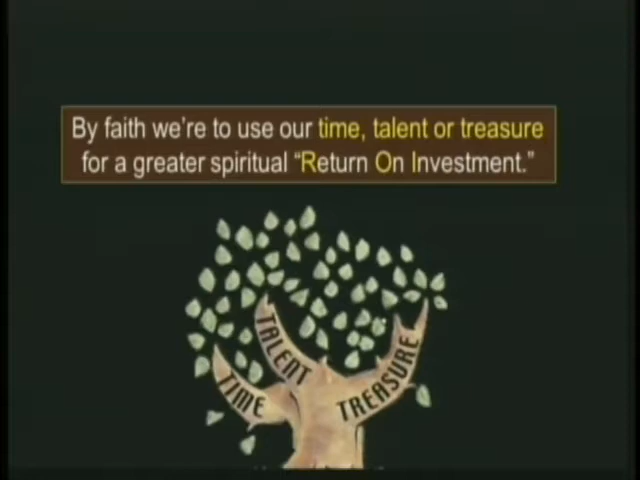 By faith we're to use our time, talent or treasure
for a greater spiritual “Return On Investment.”
TALENT
TIME
TREASURE